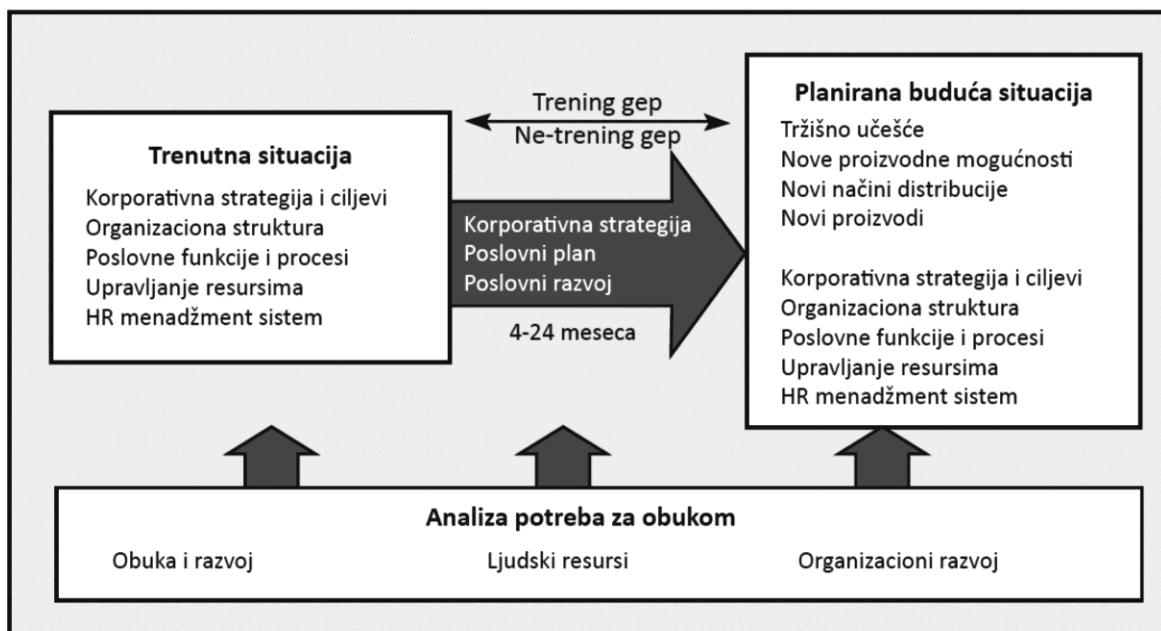 Trenutna situacija
Korporativna strategija i ciljevi
Organizaciona struktura
Poslovne funkcije i procesi
Upravljanje resursima
HR menadžment sistem
Trening gep
Ne-trening gep
Korporativna strategija
Poslovni plan
Poslovni razvoj
4-24 meseca
Planirana buduća situacija
Tržišno učešće
Nove proizvodne mogućnosti
Novi načini distribucije
Novi proizvodi
Korporativna strategija i ciljevi
Organizaciona struktura
Poslovne funkcije i procesi
Upravljanje resursima
HR menadžment sistem
Analiza potreba za obukom
Obuka i razvoj
Ljudski resursi
Organizacioni razvoj